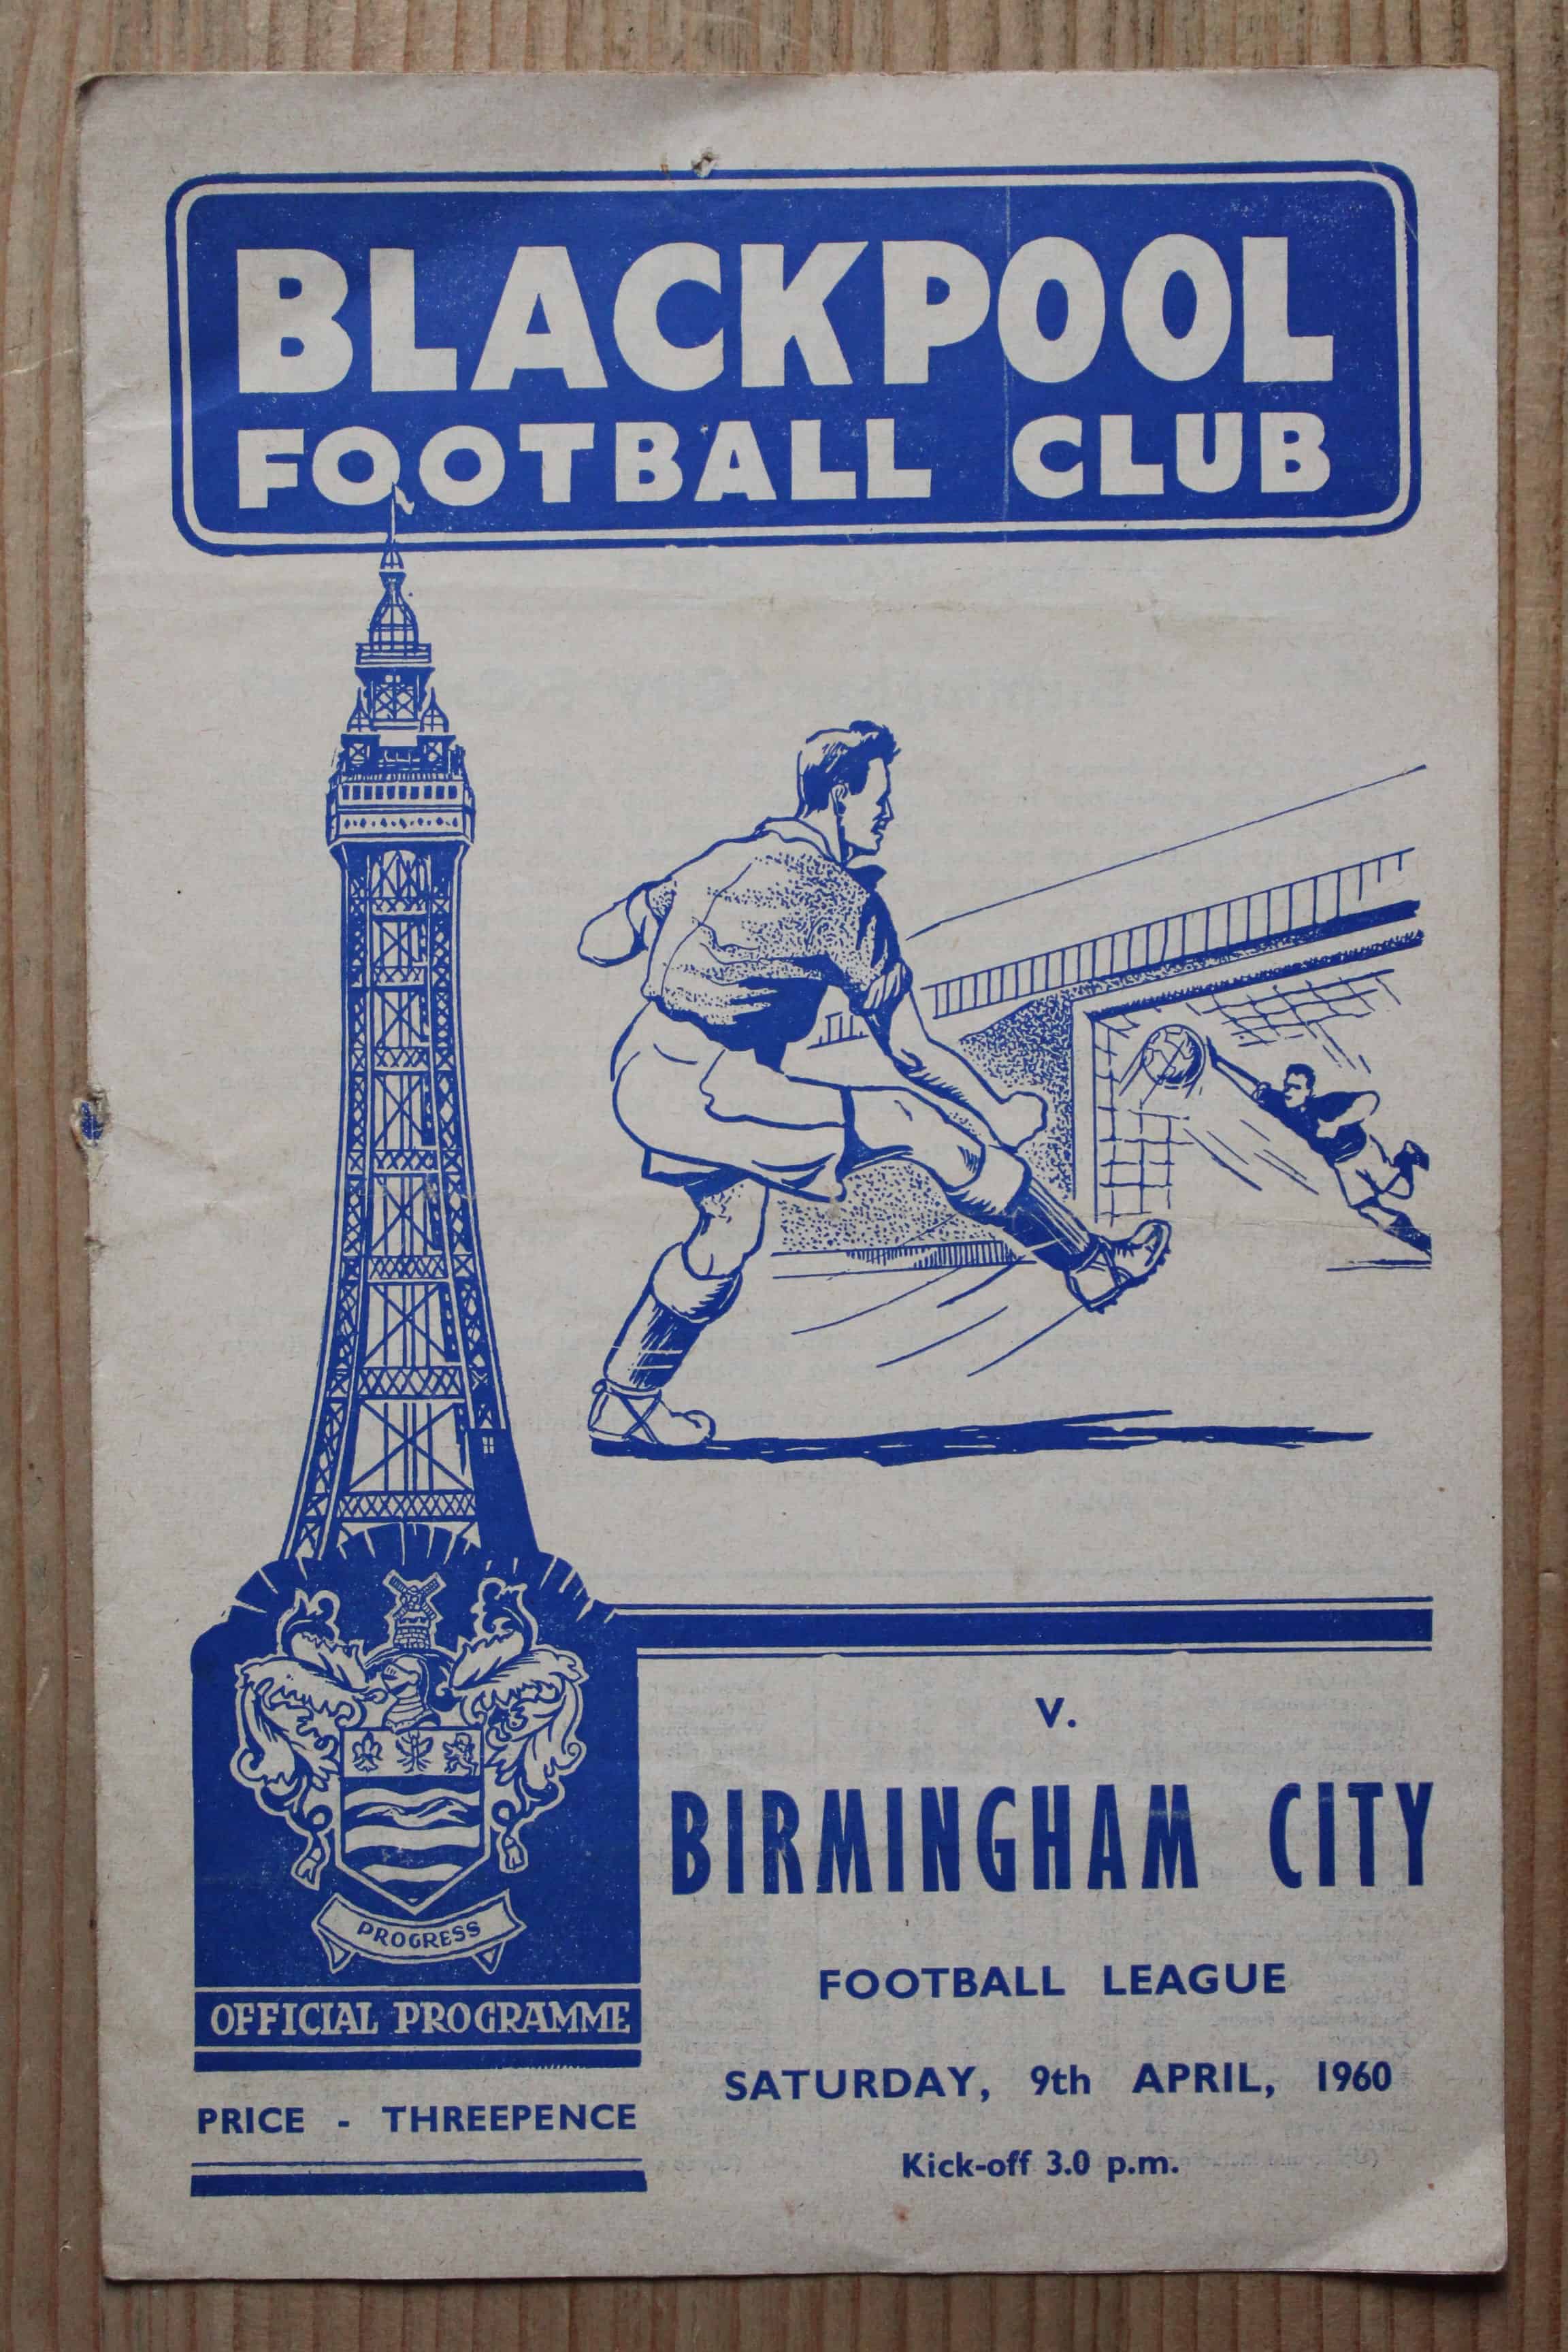 BLACKPOOL
FOOTBALL CLUB
V.
BIRMINGHAM CITY
FOOTBALL LEAGUE
SATURDAY, 9th APRIL, 1960
Kick-off 3.0 p.m.
PROGRESS
OFFICIAL PROGRAMME
PRICE - THREEPENCE